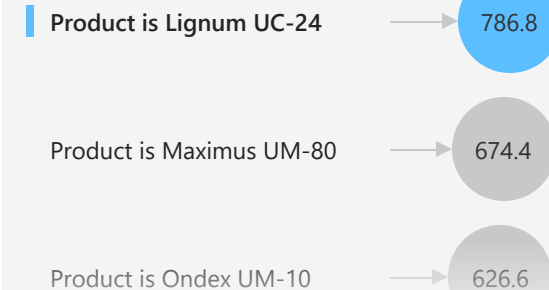 Product is Lignum UC-24 786.8
Product is Maximus UM-80 674.4
Product is Ondex UM-10 626.6